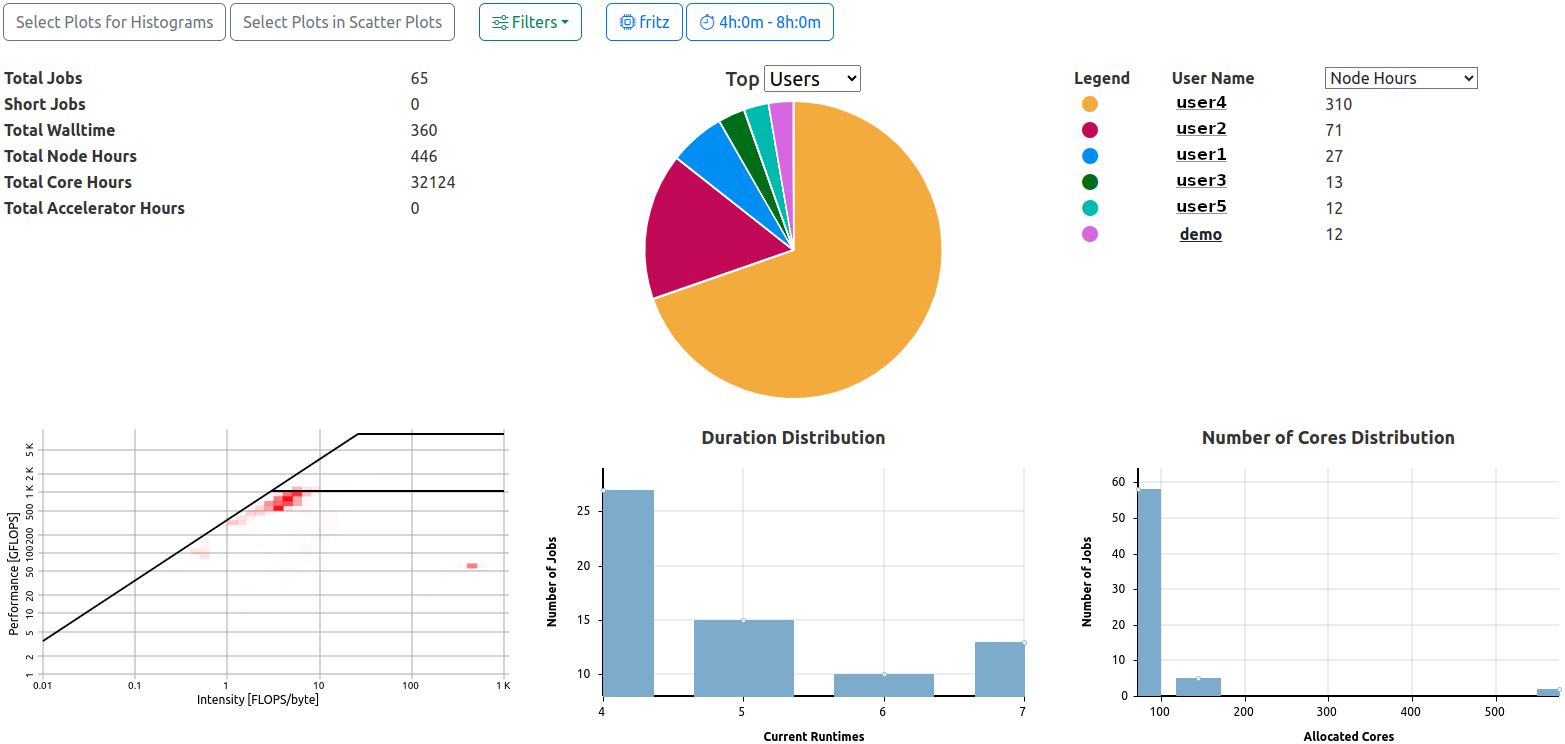 Select Plots for Histograms Select Plots in Scatter Plots Filters fritz 4h:0m - 8h:0m
Total Jobs 65
Short Jobs 0
Total Walltime 360
Total Node Hours 446
Total Core Hours 32124
Total Accelerator Hours 0
Top Users
Legend User Name Node Hours
user4 310
user2 71
user1 27
user3 13
user5 12
demo 12
Performance [GFLOPS]
5 K
2 K
1 K
500
200
100
50
20
10
5
2
1
0.01 0.1 1 10 100 1 K
Intensity [FLOPS/byte]
Duration Distribution
Number of Jobs
25
20
15
10
4 5 6 7
Current Runtimes
Number of Cores Distribution
Number of Jobs
60
50
40
30
20
10
0
100 200 300 400 500
Allocated Cores